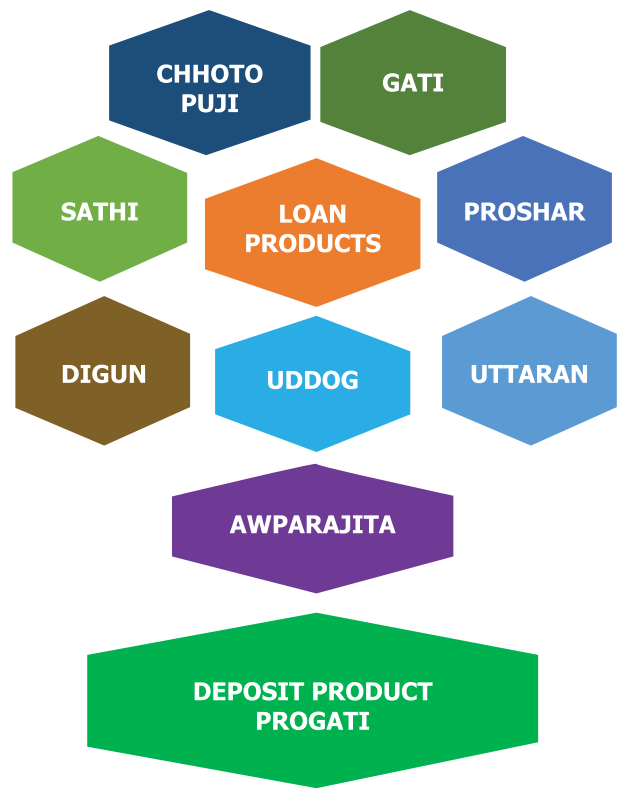 CHHOTO
PUJI
GATI
SATHI
LOAN
PRODUCTS
PROSHAR
DIGUN
UDDOG
UTTARAN
AWPARAJITA
DEPOSIT PRODUCT
PROGATI